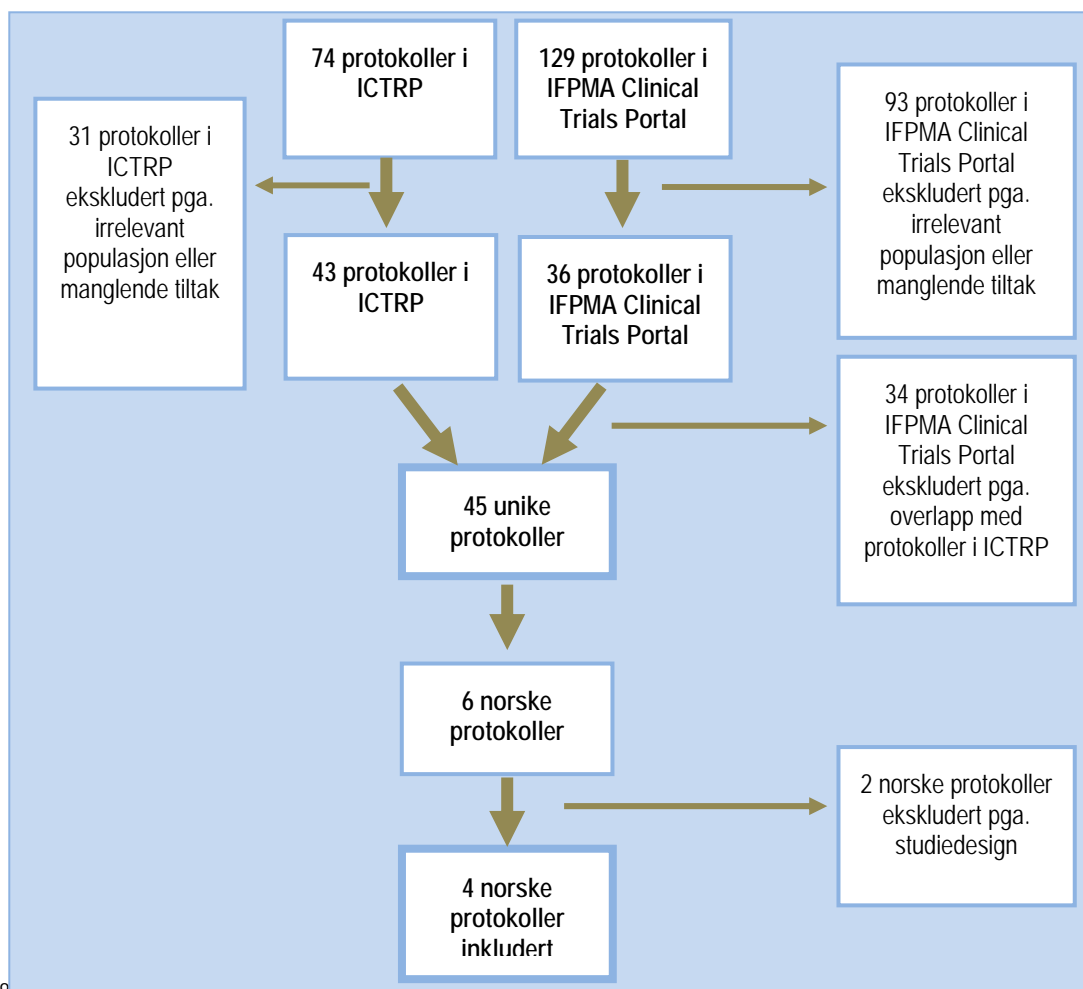 74 protokoller i
ICTRP
129 protokoller i
IFPMA Clinical
Trials Portal
31 protokoller i
ICTRP
ekskludert pga.
irrelevant
populasjon eller
manglende tiltak
93 protokoller i
IFPMA Clinical
Trials Portal
ekskludert pga.
irrelevant
populasjon eller
manglende tiltak
43 protokoller i
ICTRP
36 protokoller i
IFPMA Clinical
Trials Portal
34 protokoller i
IFPMA Clinical
Trials Portal
ekskludert pga.
overlapp med
protokoller i ICTRP
45 unike
protokoller
6 norske
protokoller
2 norske protokoller
ekskludert pga.
studiedesign
4 norske
protokoller
inkludert